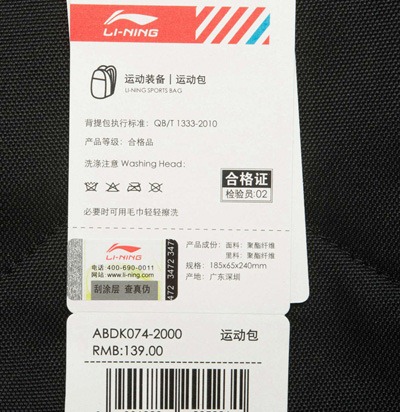 LI-NING
运动装备 | 运动包
LI-NING SPORTS BAG
背提包执行标准: QB/T 1333-2010
产品等级: 合格品
洗涤注意 Washing Head:
合格证
检验员:02
必要时可用毛巾轻轻擦洗
LI-NING
电话 400-690-0011
网站 www.li-ning.com
刮涂层 查真伪
3472 347
产品成份: 面料: 聚酯纤维
里料: 聚酯纤维
规格: 185x65x240mm
产地: 广东深圳
ABDK074-2000 运动包
RMB:139.00